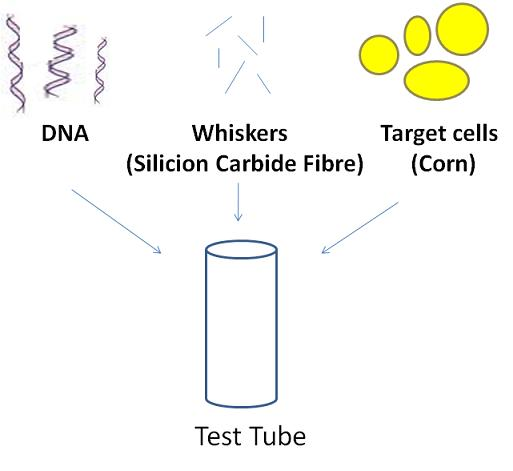 DNA
Whiskers
(Silicion Carbide Fibre)
Target cells
(Corn)
Test Tube